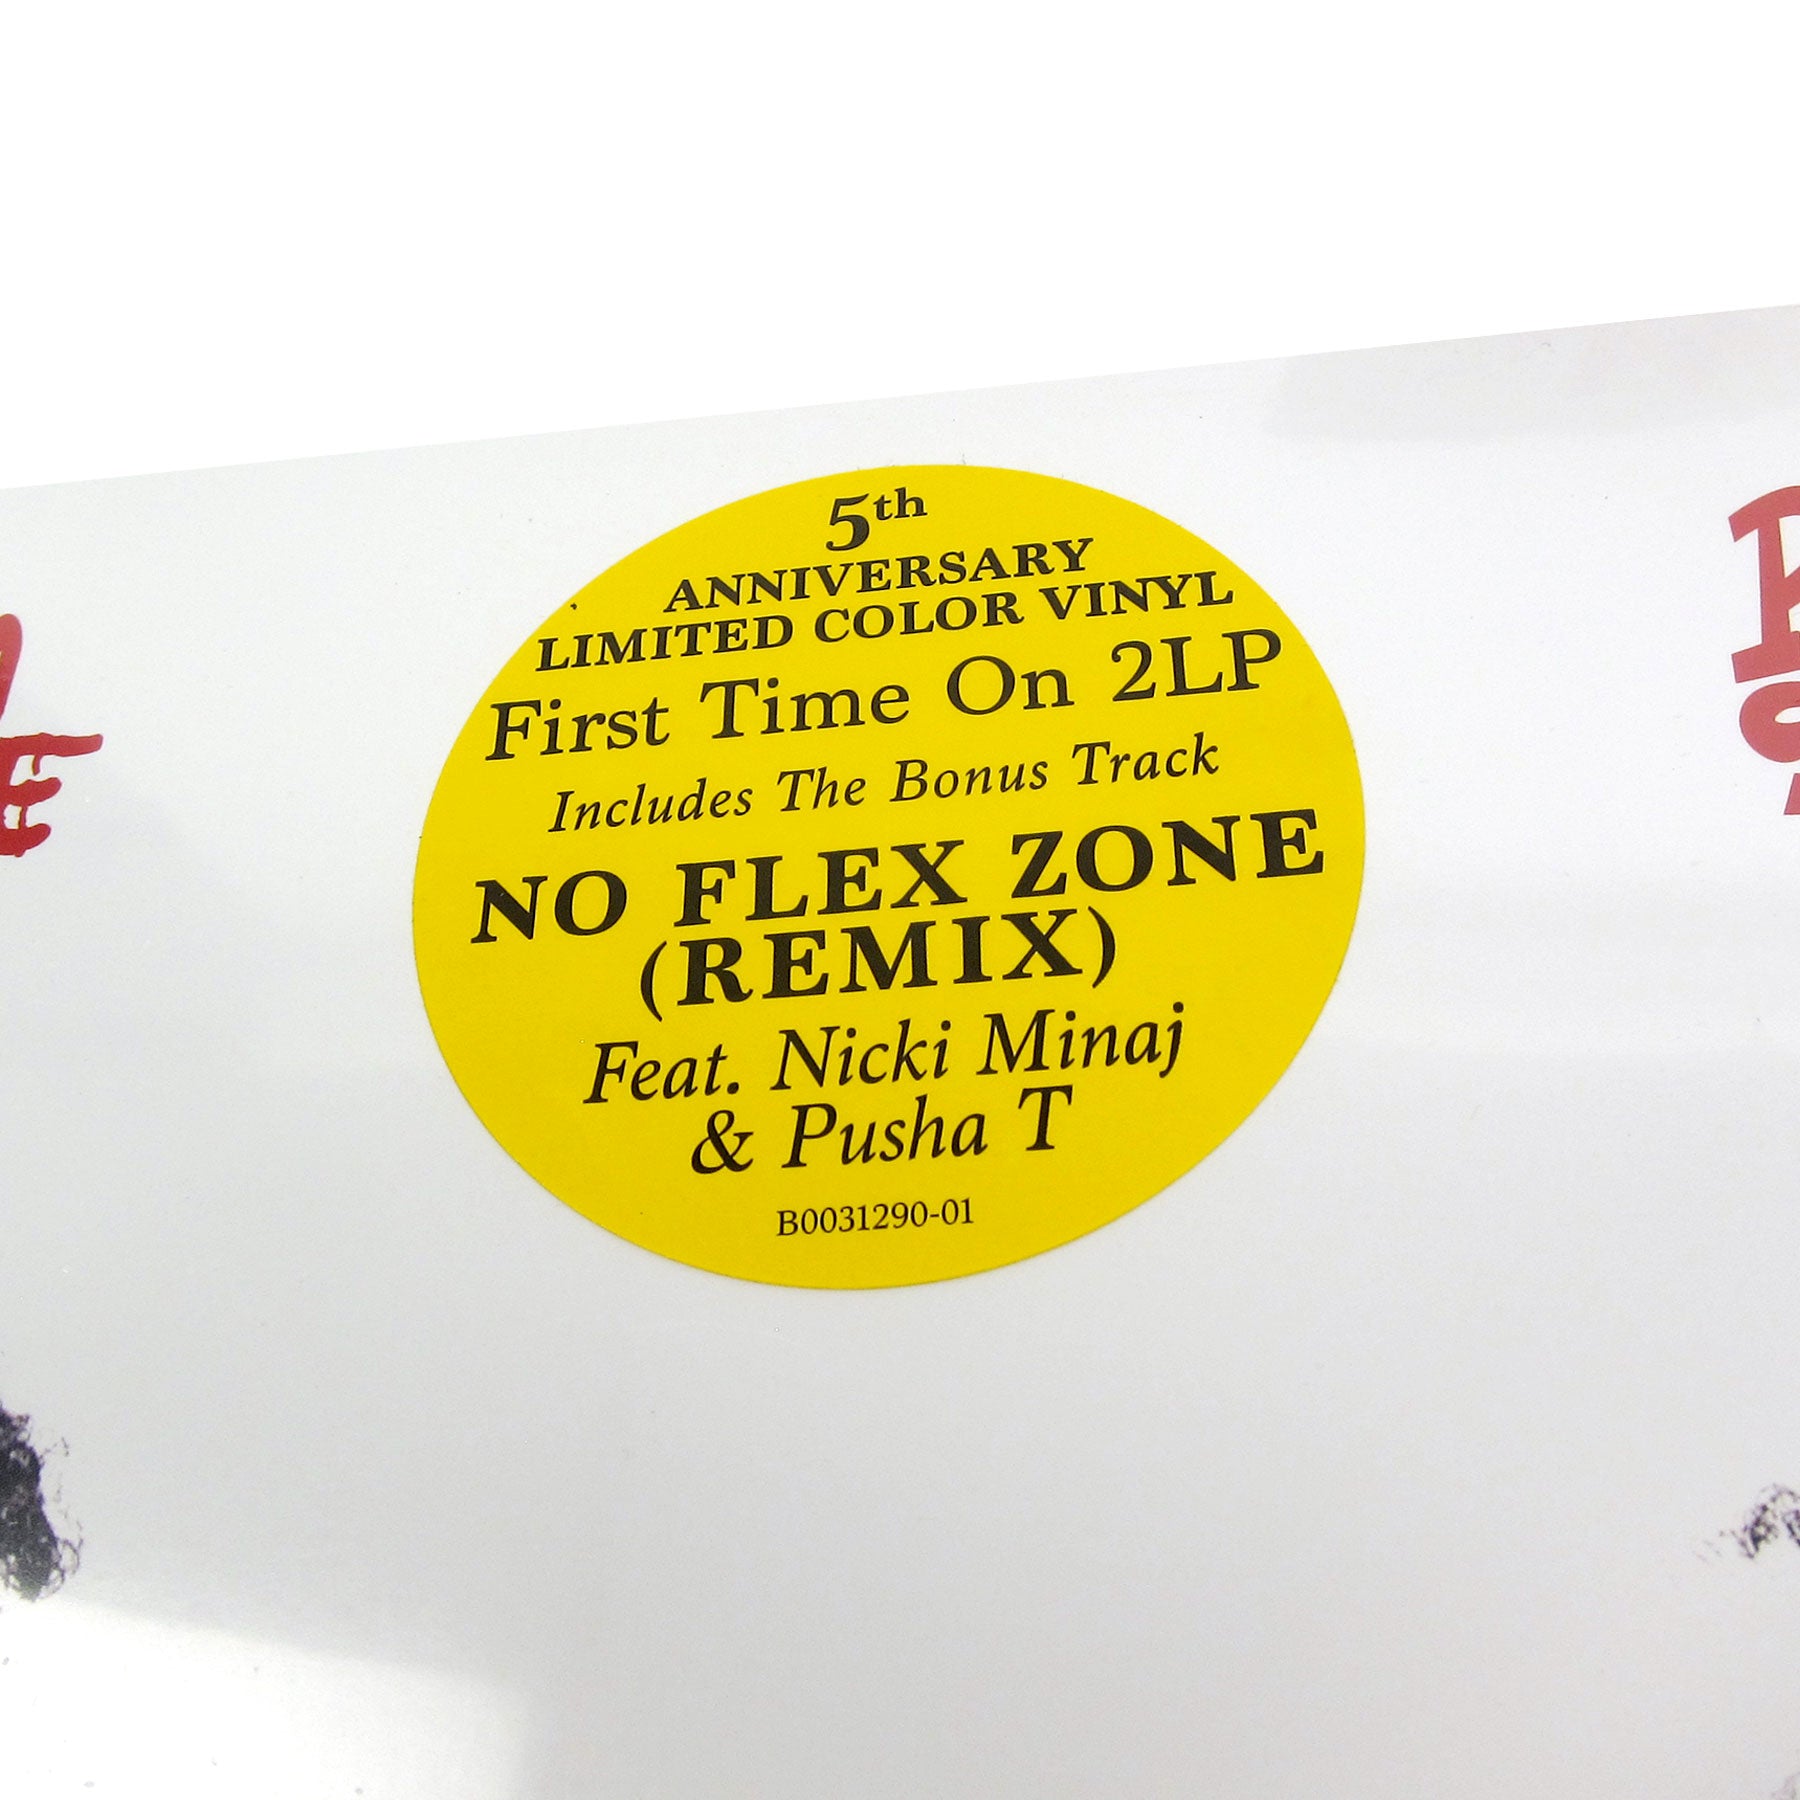 5th
ANNIVERSARY
LIMITED COLOR VINYL
First Time On 2LP
Includes The Bonus Track
NO FLEX ZONE
(REMIX)
Feat. Nicki Minaj
& Pusha T
B0031290-01